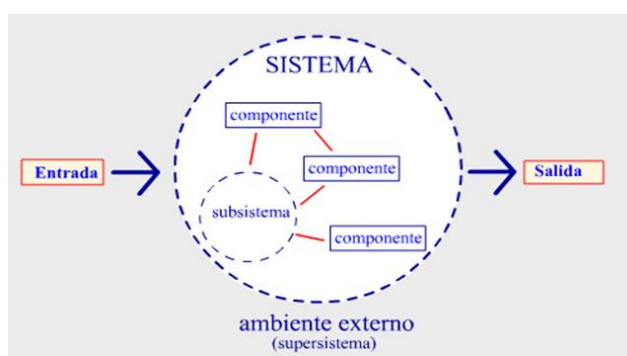 SISTEMA
componente
Entrada
componente
Salida
subsistema
componente
ambiente externo
(supersistema)